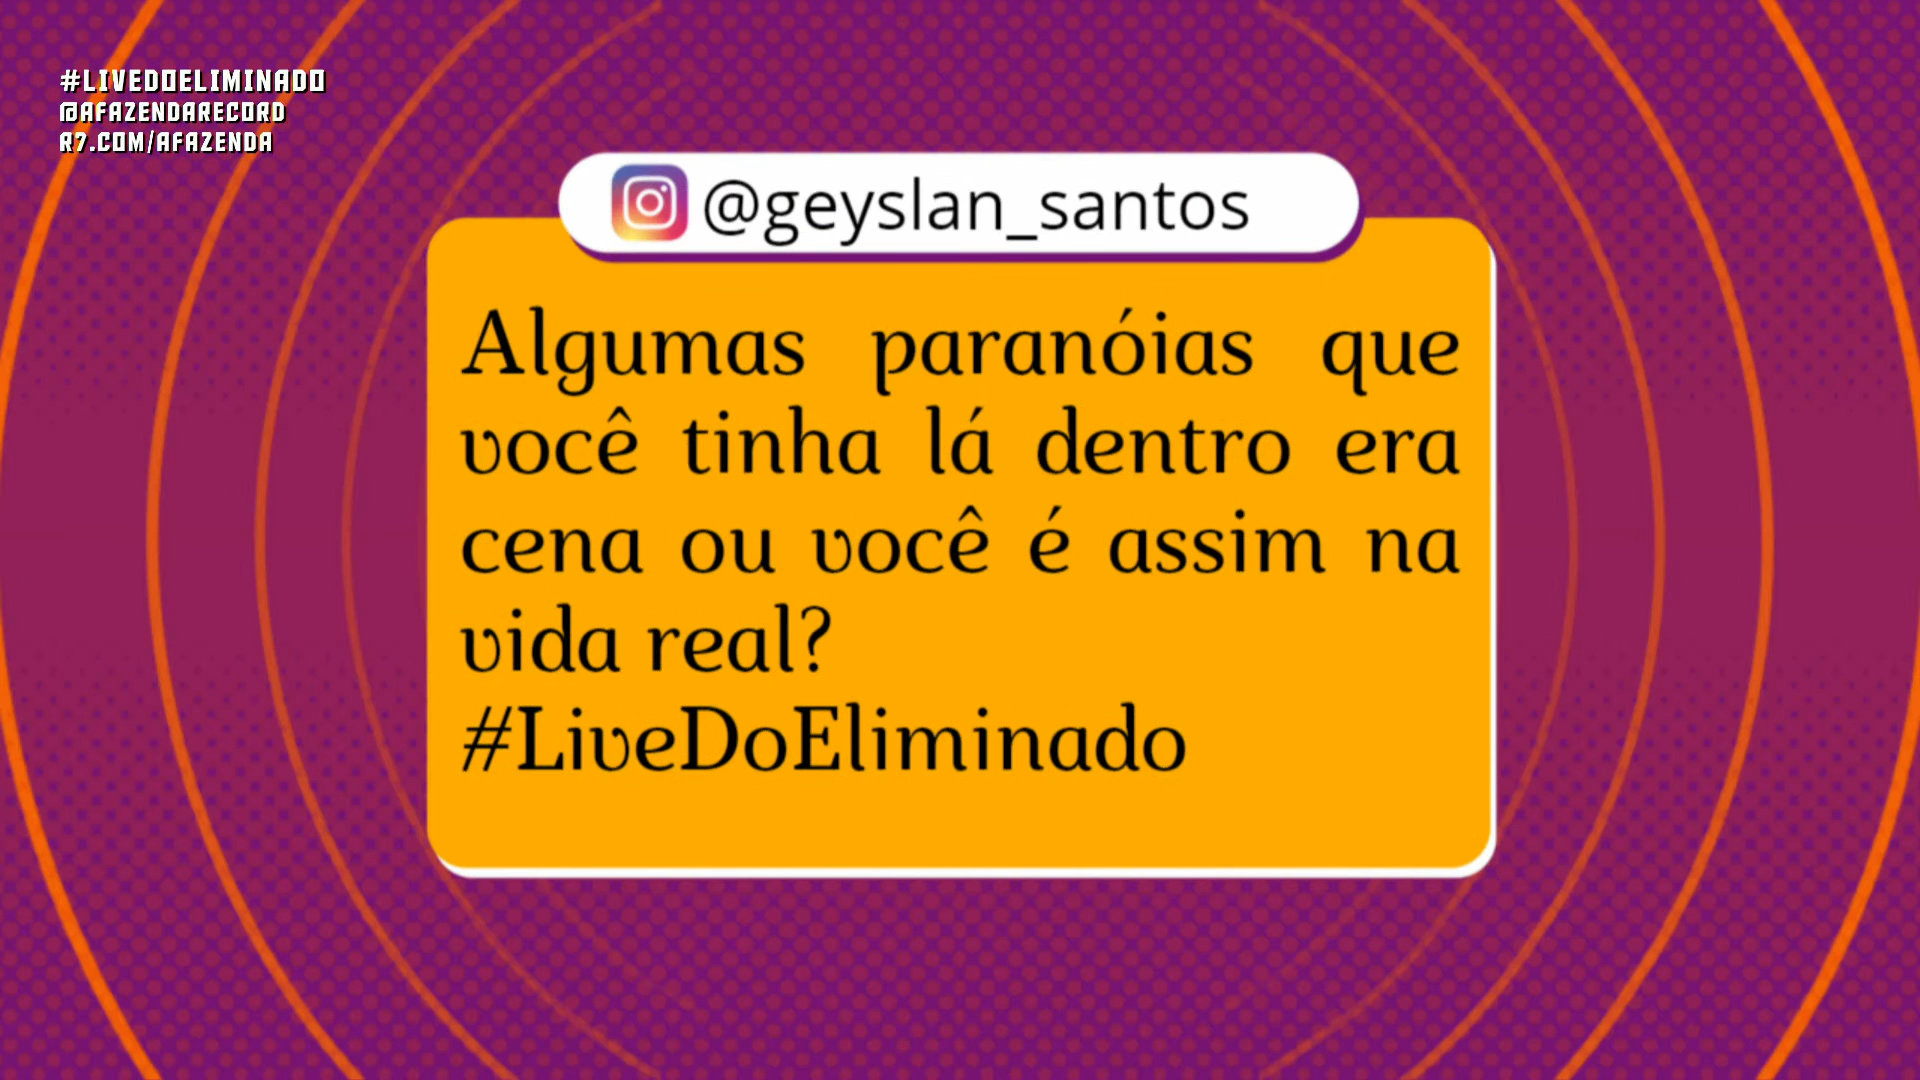 #LIVEDOELIMINADO
@AFAZENDARECORD
R7.COM/AFAZENDA
@geyslan_santos
Algumas paranóias que
você tinha lá dentro era
cena ou você é assim na
vida real?
#LiveDoEliminado